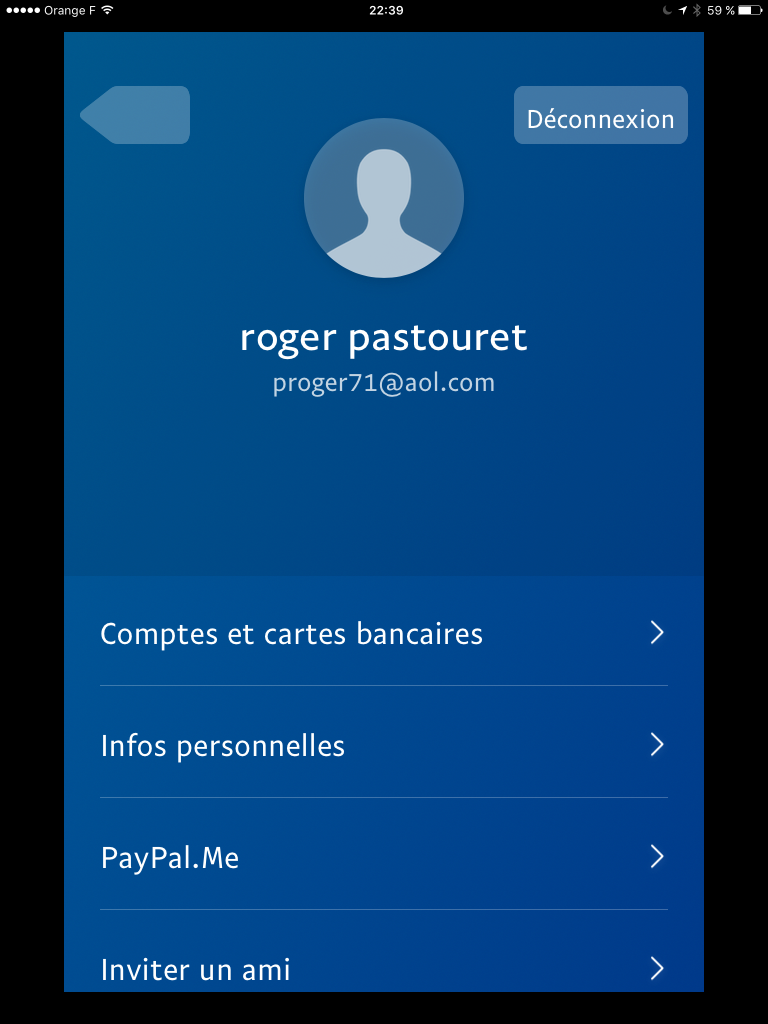 Orange F 22:39 59 %
Déconnexion
roger pastouret
proger71@aol.com
Comptes et cartes bancaires
Infos personnelles
PayPal.Me
Inviter un ami